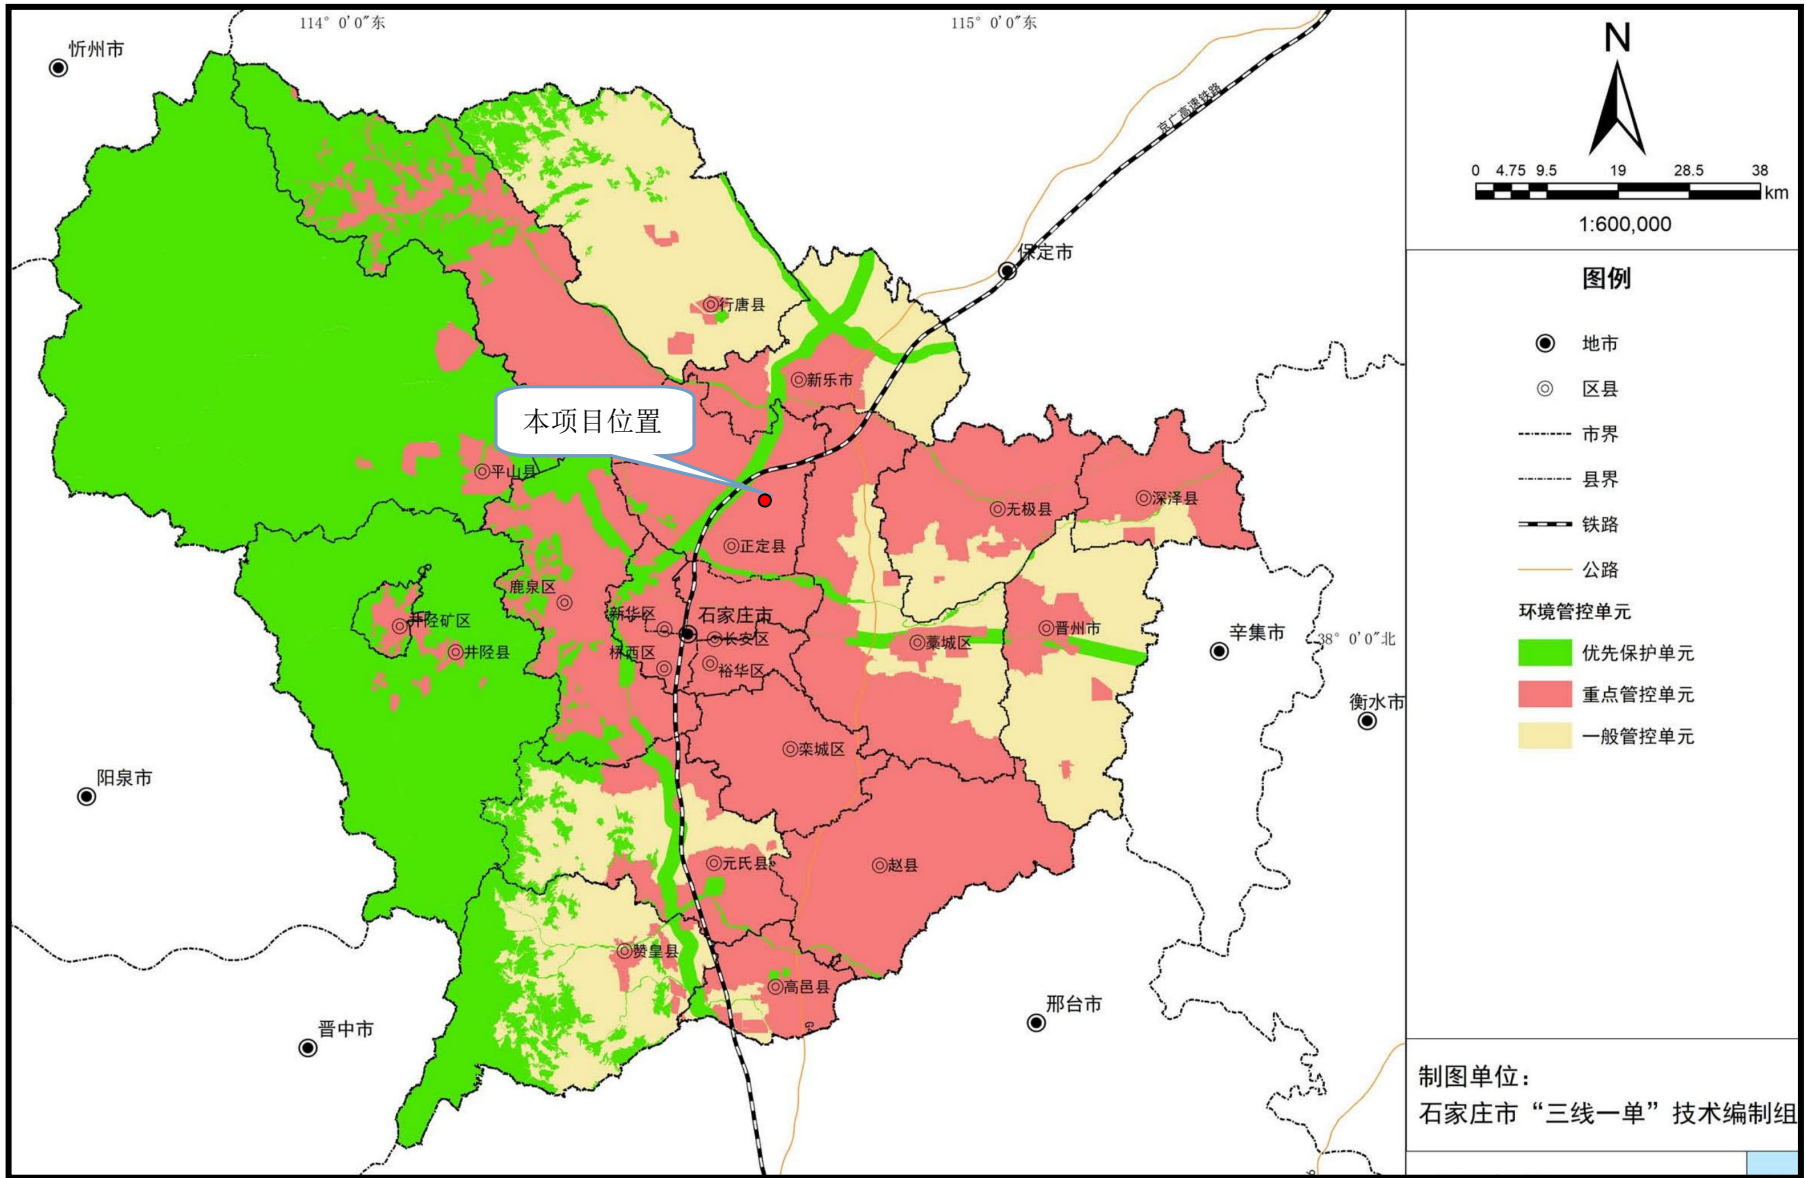 114° 0′0″东
115° 0′0″东
忻州市
京广高速铁路
保定市
行唐县
新乐市
本项目位置
平山县
无极县
深泽县
正定县
鹿泉区
新华区
石家庄市
长安区
井陉矿区
井陉县
桥西区
裕华区
藁城区
晋州市
辛集市
38° 0′0″北
衡水市
栾城区
阳泉市
元氏县
赵县
赞皇县
高邑县
晋中市
邢台市
N
0 4.75 9.5 19 28.5 38
km
1:600,000
图例
地市
区县
市界
县界
铁路
公路
环境管控单元
优先保护单元
重点管控单元
一般管控单元
制图单位：
石家庄市“三线一单”技术编制组